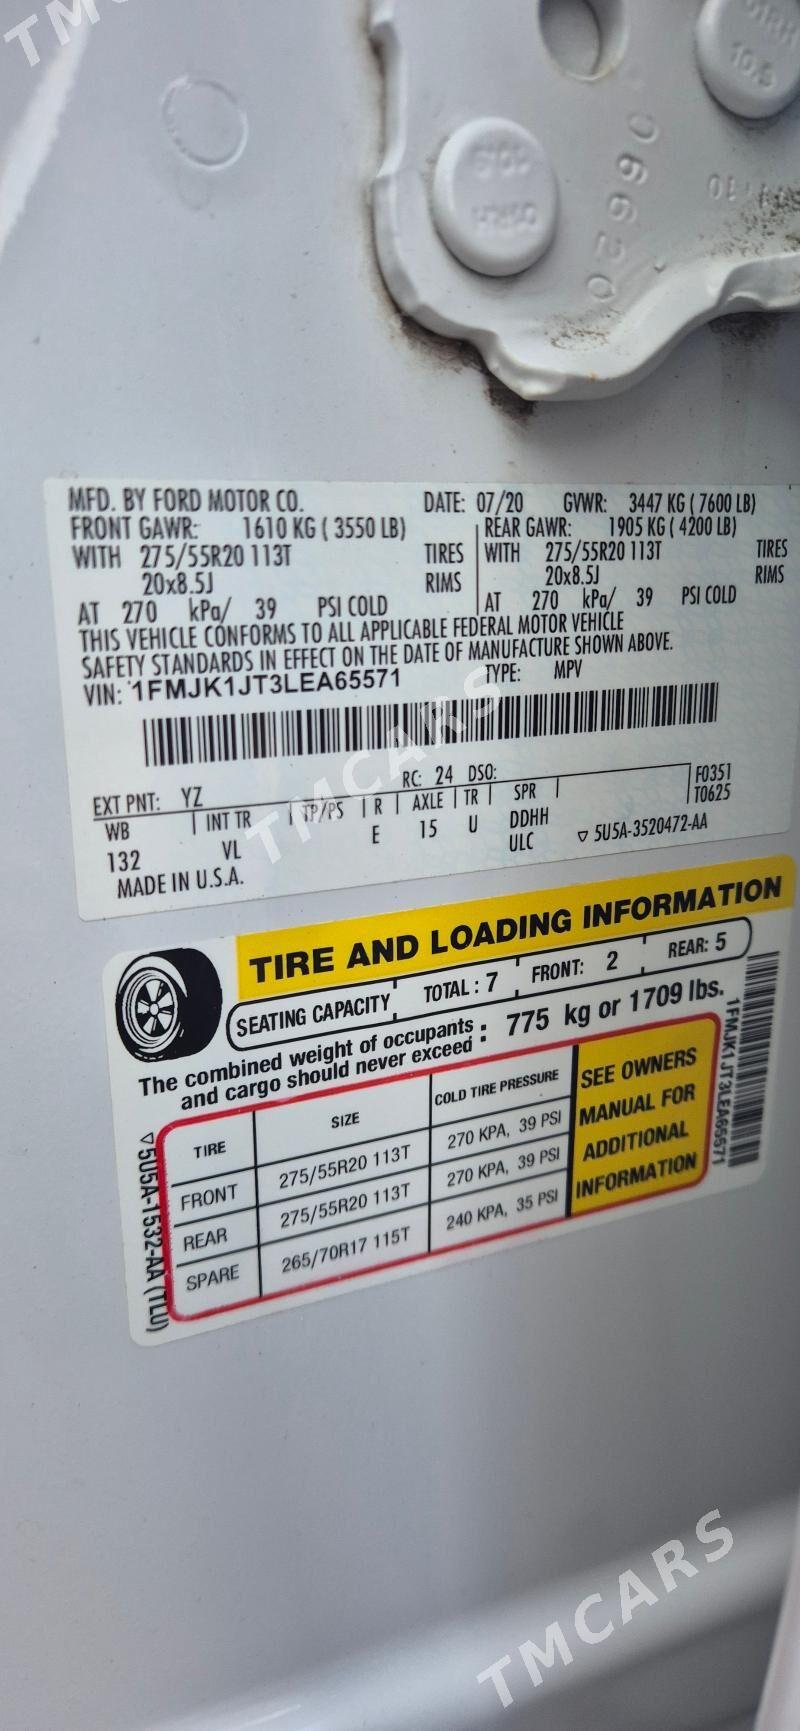 TMCARS
01RH
10.9
10.9
01RH
02990
MFD. BY FORD MOTOR CO. DATE: 07/20 GVWR: 3447 KG ( 7600 LB)
FRONT GAWR: 1610 KG ( 3550 LB) REAR GAWR: 1905 KG ( 4200 LB)
WITH 275/55R20 113T TIRES WITH 275/55R20 113T TIRES
20x8.5J RIMS 20x8.5J RIMS
AT 270 kPa/ 39 PSI COLD AT 270 kPa/ 39 PSI COLD
THIS VEHICLE CONFORMS TO ALL APPLICABLE FEDERAL MOTOR VEHICLE
SAFETY STANDARDS IN EFFECT ON THE DATE OF MANUFACTURE SHOWN ABOVE.
VIN: 1FMJK1JT3LEA65571 TYPE: MPV
TMCARS
EXT PNT: YZ RC: 24 DSO: F0351
WB INT TR TP/PS R AXLE TR SPR T0625
132 VL E 15 U DDHH
ULC ▽ 5U5A-3520472-AA
MADE IN U.S.A.
TIRE AND LOADING INFORMATION
SEATING CAPACITY TOTAL : 7 FRONT: 2 REAR: 5
The combined weight of occupants
and cargo should never exceed : 775 kg or 1709 lbs.
TIRE SIZE COLD TIRE PRESSURE
FRONT 275/55R20 113T 270 KPA, 39 PSI
REAR 275/55R20 113T 270 KPA, 39 PSI
SPARE 265/70R17 115T 240 KPA, 35 PSI
SEE OWNERS
MANUAL FOR
ADDITIONAL
INFORMATION
1FMJK1JT3LEA65571
▽5U5A-1532-AA (TLU)
TMCARS